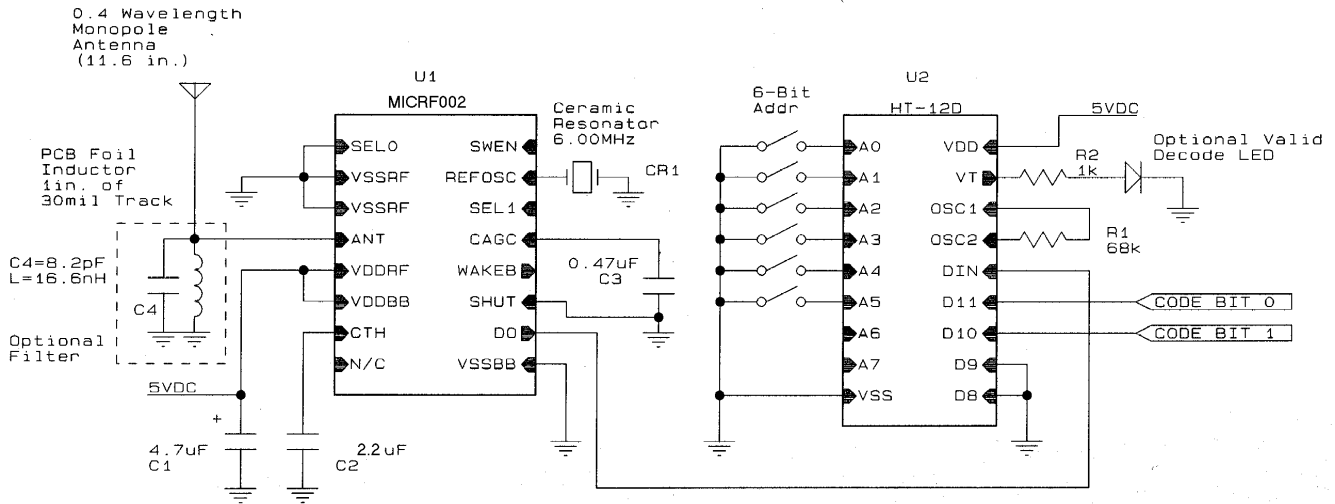 0.4 Wavelength
Monopole
Antenna
(11.6 in.)
PCB Foil
Inductor
1in. of
30mil Track
C4=8.2pF
L=16.6nH
C4
Optional
Filter
5VDC
+
4.7uF
C1
2.2uF
C2
U1
MICRF002
SEL0
VSSRF
VSSRF
ANT
VDDRF
VDDBB
CTH
N/C
SWEN
REFOSC
SEL1
CAGC
WAKEB
SHUT
DO
VSSBB
Ceramic
Resonator
6.00MHz
CR1
0.47uF
C3
6-Bit
Addr
U2
HT-12D
A0
A1
A2
A3
A4
A5
A6
A7
VSS
VDD
VT
OSC1
OSC2
DIN
D11
D10
D9
D8
5VDC
R2
1k
Optional Valid
Decode LED
R1
68k
CODE BIT 0
CODE BIT 1